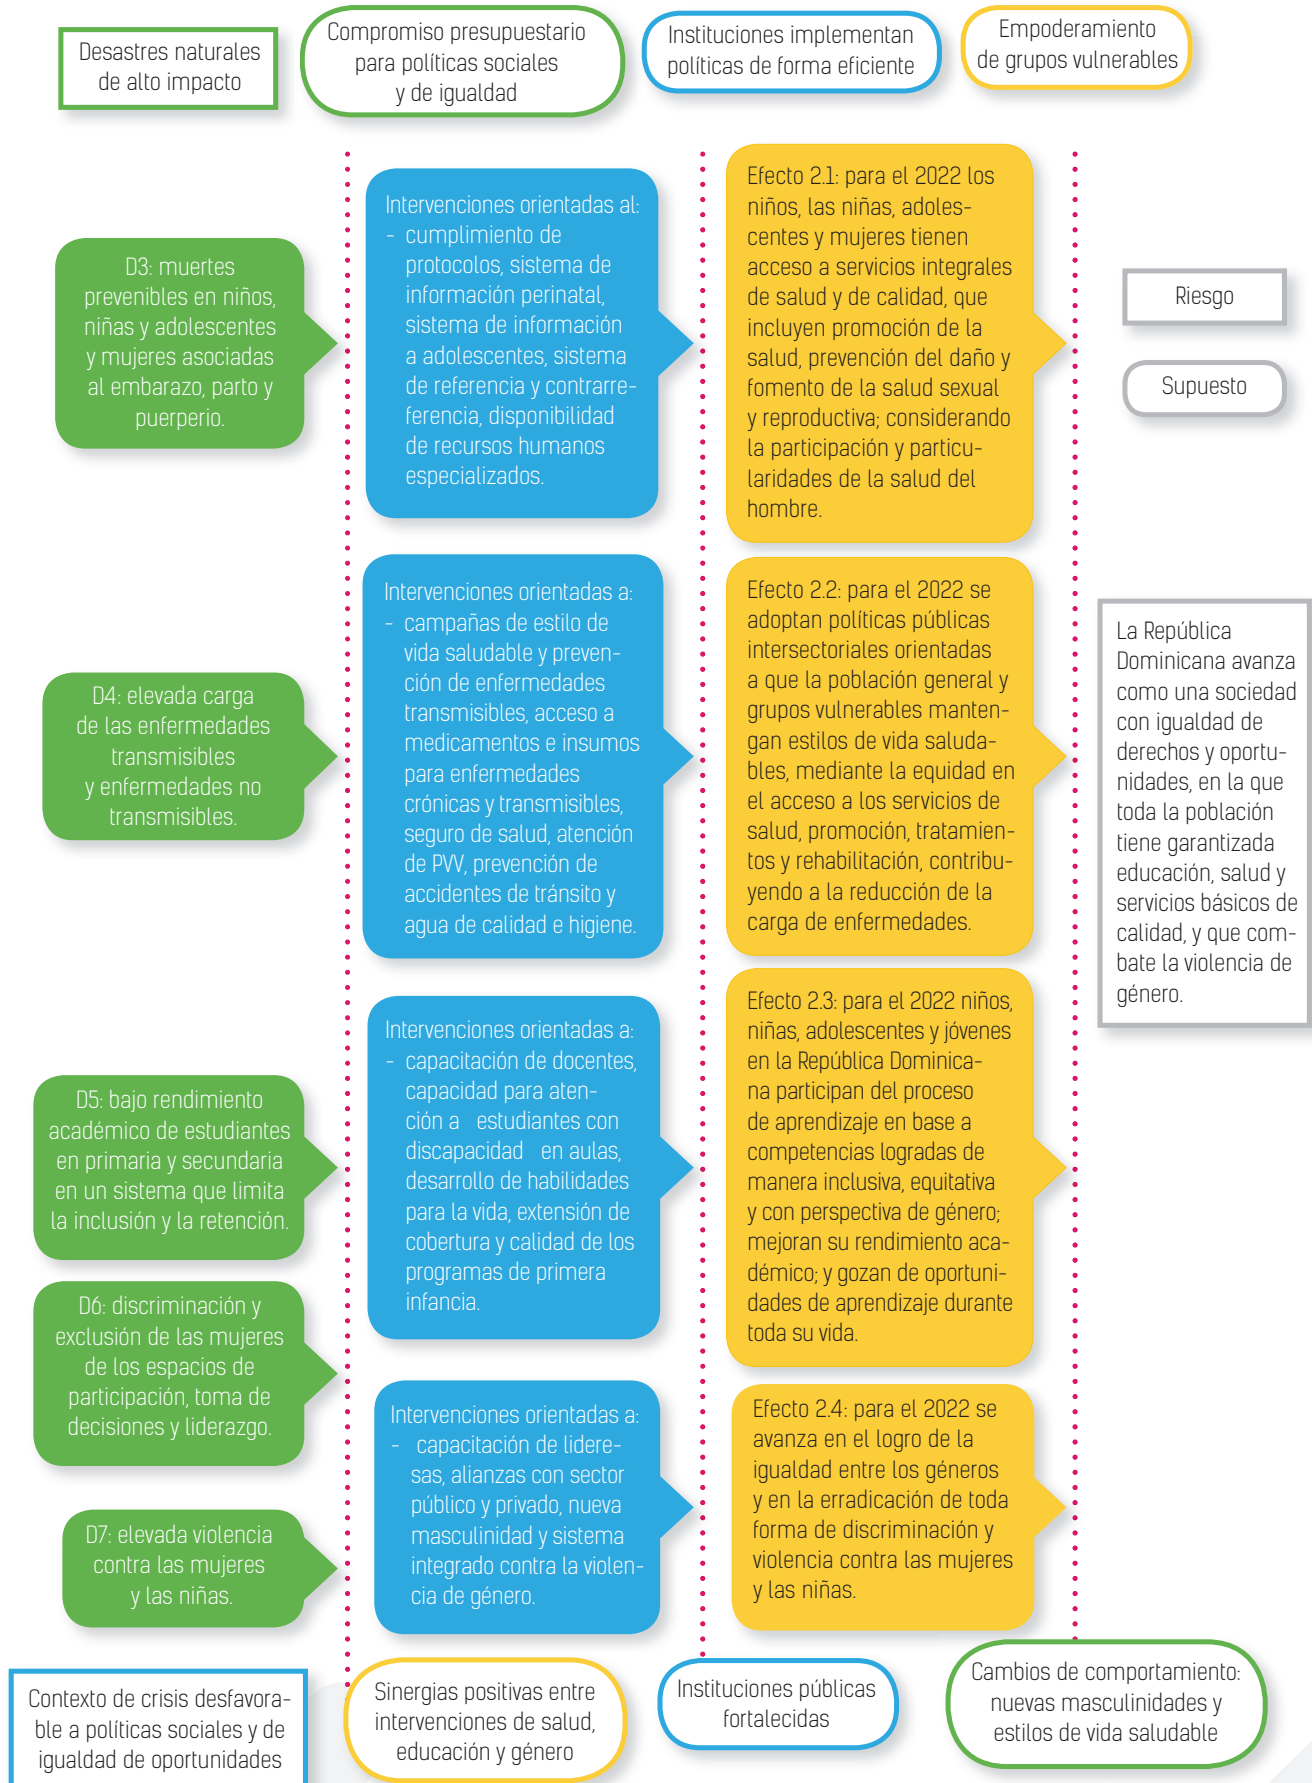 Desastres naturales
de alto impacto
Compromiso presupuestario
para políticas sociales
y de igualdad
Instituciones implementan
políticas de forma eficiente
Empoderamiento
de grupos vulnerables
D3: muertes
prevenibles en niños,
niñas y adolescentes
y mujeres asociadas
al embarazo, parto y
puerperio.
Intervenciones orientadas al:
- cumplimiento de
protocolos, sistema de
información perinatal,
sistema de información
a adolescentes, sistema
de referencia y contrarre-
ferencia, disponibilidad
de recursos humanos
especializados.
Efecto 2.1: para el 2022 los
niños, las niñas, adoles-
centes y mujeres tienen
acceso a servicios integrales
de salud y de calidad, que
incluyen promoción de la
salud, prevención del daño y
fomento de la salud sexual
y reproductiva; considerando
la participación y particu-
laridades de la salud del
hombre.
Riesgo
Supuesto
D4: elevada carga
de las enfermedades
transmisibles
y enfermedades no
transmisibles.
Intervenciones orientadas a:
- campañas de estilo de
vida saludable y preven-
ción de enfermedades
transmisibles, acceso a
medicamentos e insumos
para enfermedades
crónicas y transmisibles,
seguro de salud, atención
de PVV, prevención de
accidentes de tránsito y
agua de calidad e higiene.
Efecto 2.2: para el 2022 se
adoptan políticas públicas
intersectoriales orientadas
a que la población general y
grupos vulnerables manten-
gan estilos de vida saluda-
bles, mediante la equidad en
el acceso a los servicios de
salud, promoción, tratamien-
tos y rehabilitación, contribu-
yendo a la reducción de la
carga de enfermedades.
La República
Dominicana avanza
como una sociedad
con igualdad de
derechos y oportu-
nidades, en la que
toda la población
tiene garantizada
educación, salud y
servicios básicos de
calidad, y que com-
bate la violencia de
género.
D5: bajo rendimiento
académico de estudiantes
en primaria y secundaria
en un sistema que limita
la inclusión y la retención.
Intervenciones orientadas a:
- capacitación de docentes,
capacidad para aten-
ción a estudiantes con
discapacidad en aulas,
desarrollo de habilidades
para la vida, extensión de
cobertura y calidad de los
programas de primera
infancia.
Efecto 2.3: para el 2022 niños,
niñas, adolescentes y jóvenes
en la República Dominica-
na participan del proceso
de aprendizaje en base a
competencias logradas de
manera inclusiva, equitativa
y con perspectiva de género;
mejoran su rendimiento aca-
démico; y gozan de oportuni-
dades de aprendizaje durante
toda su vida.
D6: discriminación y
exclusión de las mujeres
de los espacios de
participación, toma de
decisiones y liderazgo.
D7: elevada violencia
contra las mujeres
y las niñas.
Intervenciones orientadas a:
- capacitación de lidere-
sas, alianzas con sector
público y privado, nueva
masculinidad y sistema
integrado contra la violen-
cia de género.
Efecto 2.4: para el 2022 se
avanza en el logro de la
igualdad entre los géneros
y en la erradicación de toda
forma de discriminación y
violencia contra las mujeres
y las niñas.
Contexto de crisis desfavora-
ble a políticas sociales y de
igualdad de oportunidades
Sinergias positivas entre
intervenciones de salud,
educación y género
Instituciones públicas
fortalecidas
Cambios de comportamiento:
nuevas masculinidades y
estilos de vida saludable